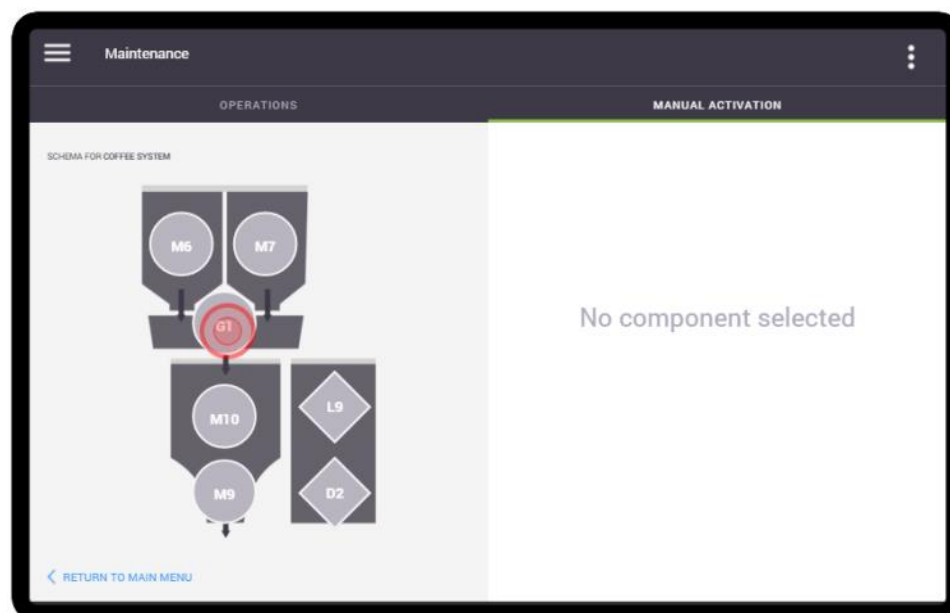 Maintenance
OPERATIONS
MANUAL ACTIVATION
SCHEMA FOR COFFEE SYSTEM
M6
M7
G1
No component selected
M10
L9
M9
D2
RETURN TO MAIN MENU